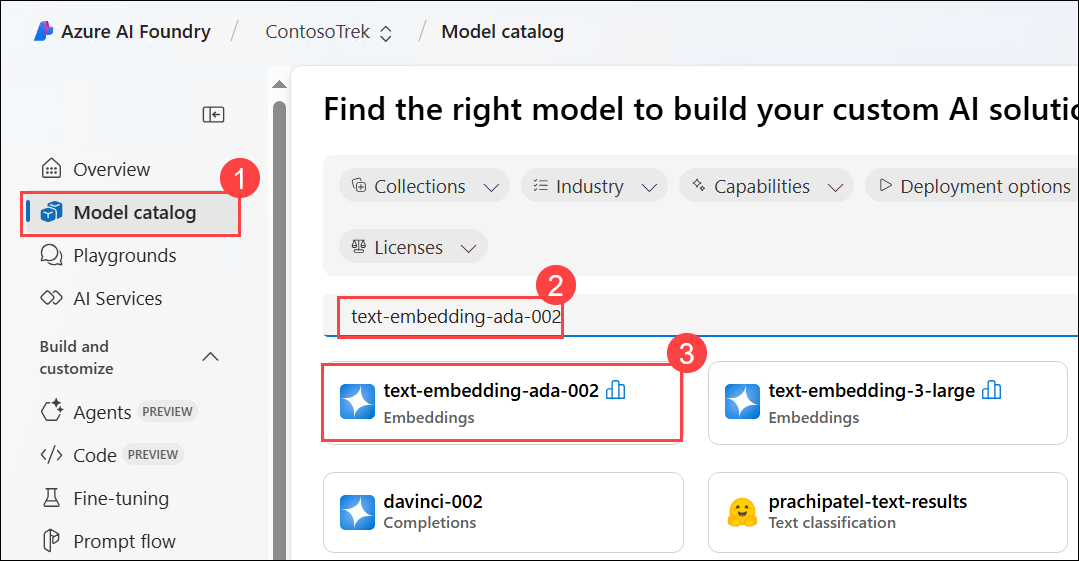 Azure AI Foundry / ContosoTrek / Model catalog
Find the right model to build your custom AI solutio
Overview
1
Model catalog
Playgrounds
AI Services
Build and
customize
Agents PREVIEW
Code PREVIEW
Fine-tuning
Prompt flow
Collections Industry Capabilities Deployment options
Licenses
2
text-embedding-ada-002
3
text-embedding-ada-002
Embeddings
text-embedding-3-large
Embeddings
davinci-002
Completions
prachipatel-text-results
Text classification